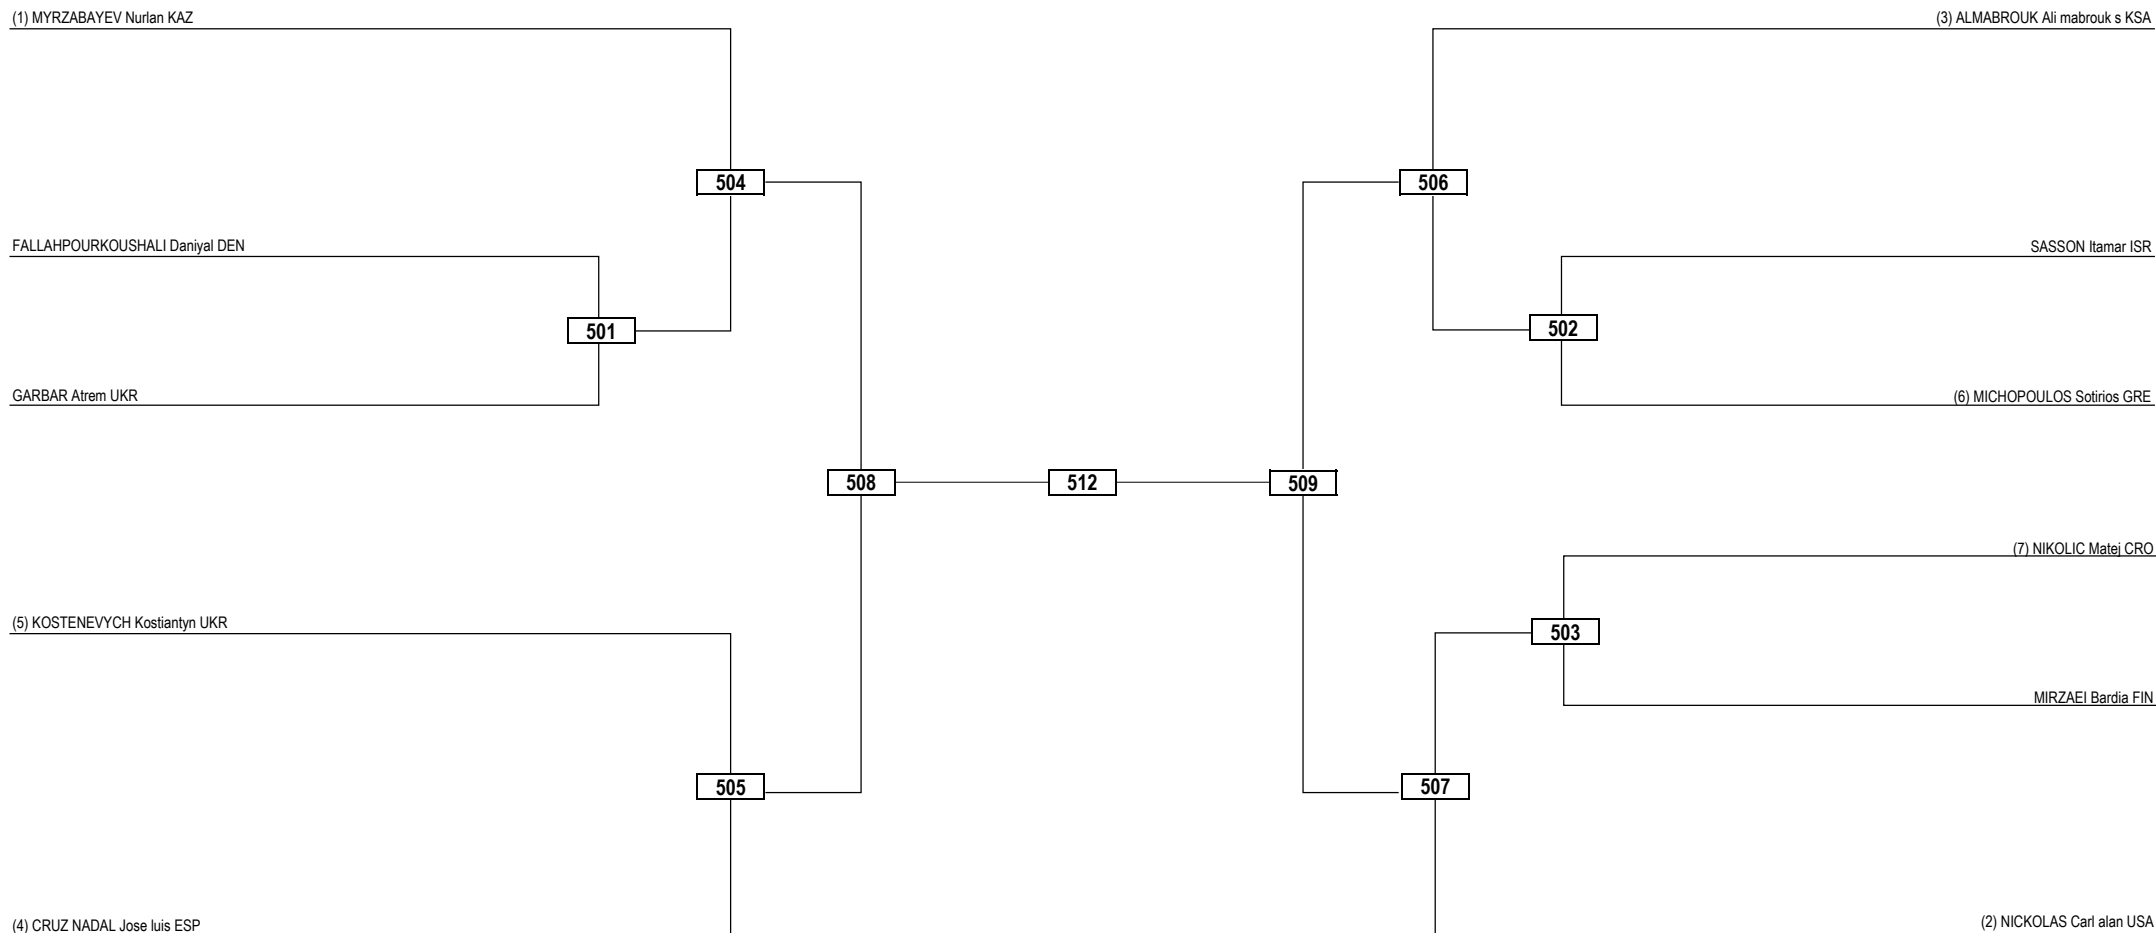 (1) MYRZABAYEV Nurlan KAZ
(3) ALMABROUK Ali mabrouk s KSA
504
506
FALLAHPOURKOUSHALI Daniyal DEN
SASSON Itamar ISR
501
502
GARBAR Atrem UKR
(6) MICHOPOULOS Sotirios GRE
508
512
509
(7) NIKOLIC Matej CRO
(5) KOSTENEVYCH Kostiantyn UKR
503
MIRZAEI Bardia FIN
505
507
(4) CRUZ NADAL Jose luis ESP
(2) NICKOLAS Carl alan USA